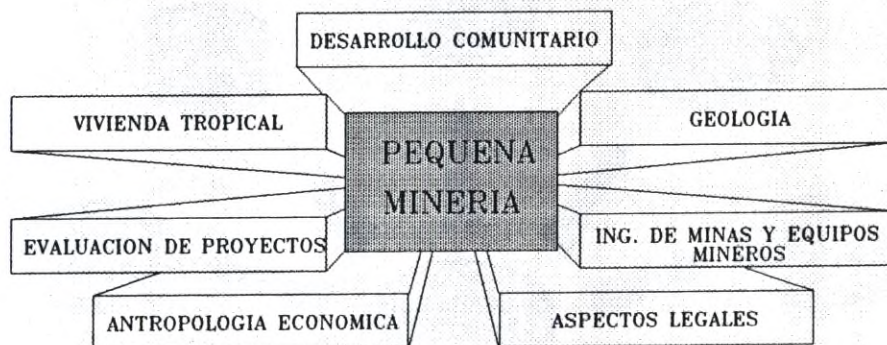 DESARROLLO COMUNITARIO
VIVIENDA TROPICAL
GEOLOGIA
PEQUENA
MINERIA
EVALUACION DE PROYECTOS
ING. DE MINAS Y EQUIPOS
MINEROS
ANTROPOLOGIA ECONOMICA
ASPECTOS LEGALES